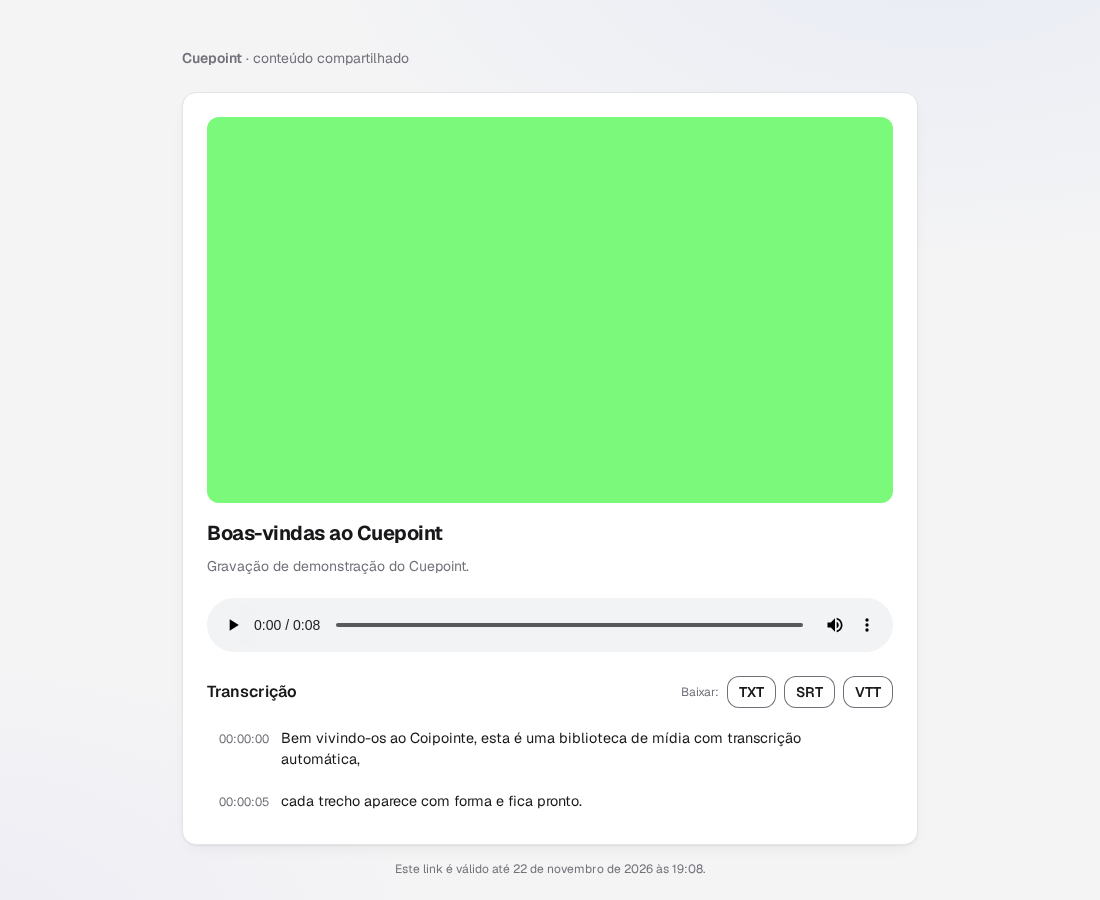 Cuepoint · conteúdo compartilhado
Boas-vindas ao Cuepoint
Gravação de demonstração do Cuepoint.
0:00 / 0:08
Transcrição
Baixar: TXT SRT VTT
00:00:00 Bem vivindo-os ao Coipointe, esta é uma biblioteca de mídia com transcrição
automática,
00:00:05 cada trecho aparece com forma e fica pronto.
Este link é válido até 22 de novembro de 2026 às 19:08.